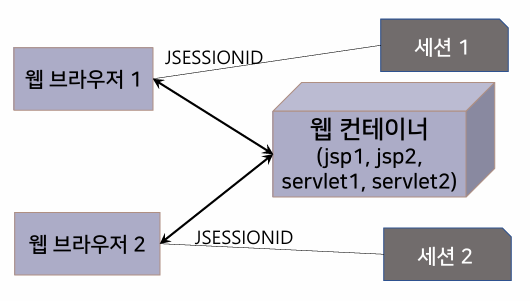 JSESSIONID
세션 1
웹 브라우저 1
웹 컨테이너
(jsp1, jsp2,
servlet1, servlet2)
웹 브라우저 2
JSESSIONID
세션 2